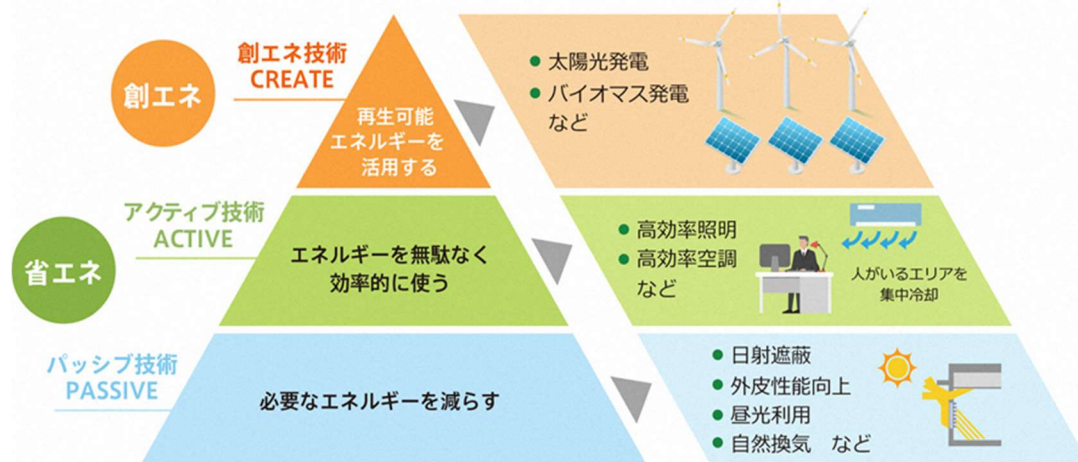 創エネ
創エネ技術
CREATE
再生可能
エネルギーを
活用する
● 太陽光発電
● バイオマス発電
など
省エネ
アクティブ技術
ACTIVE
エネルギーを無駄なく
効率的に使う
● 高効率照明
● 高効率空調
など
人がいるエリアを
集中冷却
パッシブ技術
PASSIVE
必要なエネルギーを減らす
● 日射遮蔽
● 外皮性能向上
● 昼光利用
● 自然換気 など